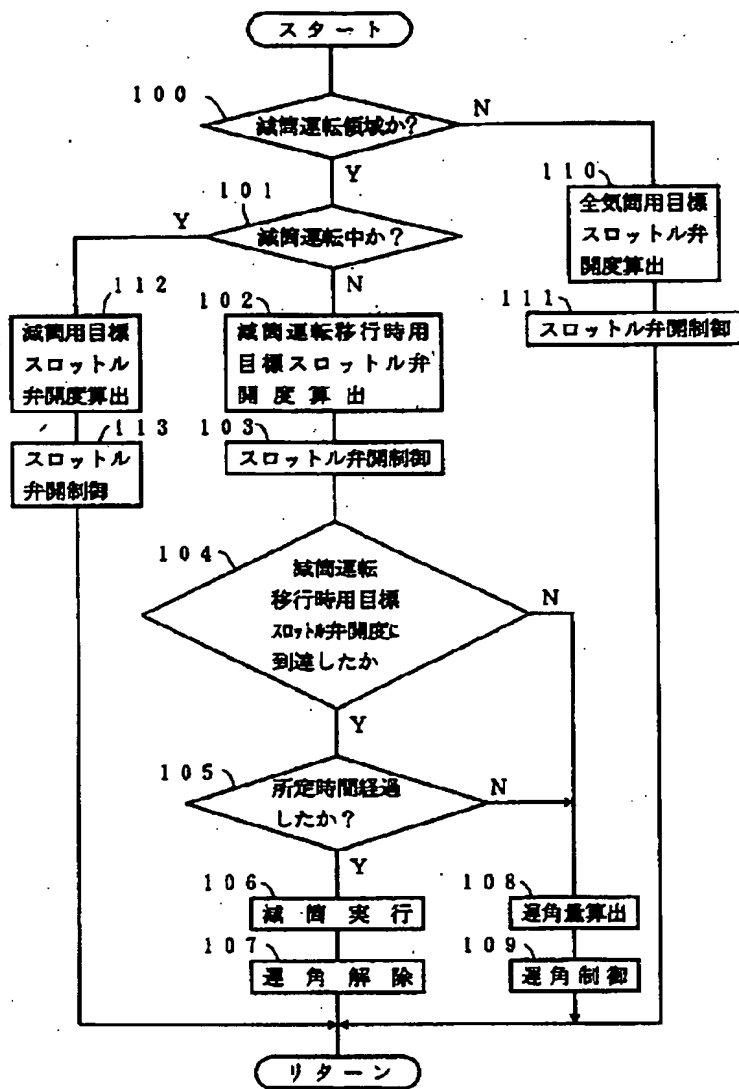 スタート
100
減筒運転領域か?
N
Y
101
減筒運転中か?
Y
N
110
全気筒用目標
スロットル弁
開度算出
111
スロットル弁開制御
112
減筒用目標
スロットル
弁開度算出
113
スロットル
弁開制御
102
減筒運転移行時用
目標スロットル弁
開度算出
103
スロットル弁開制御
104
減筒運転
移行時用目標
スロットル弁開度に
到達したか
N
Y
105
所定時間経過
したか?
N
Y
106
減筒実行
107
遅角解除
108
遅角量算出
109
遅角制御
リターン